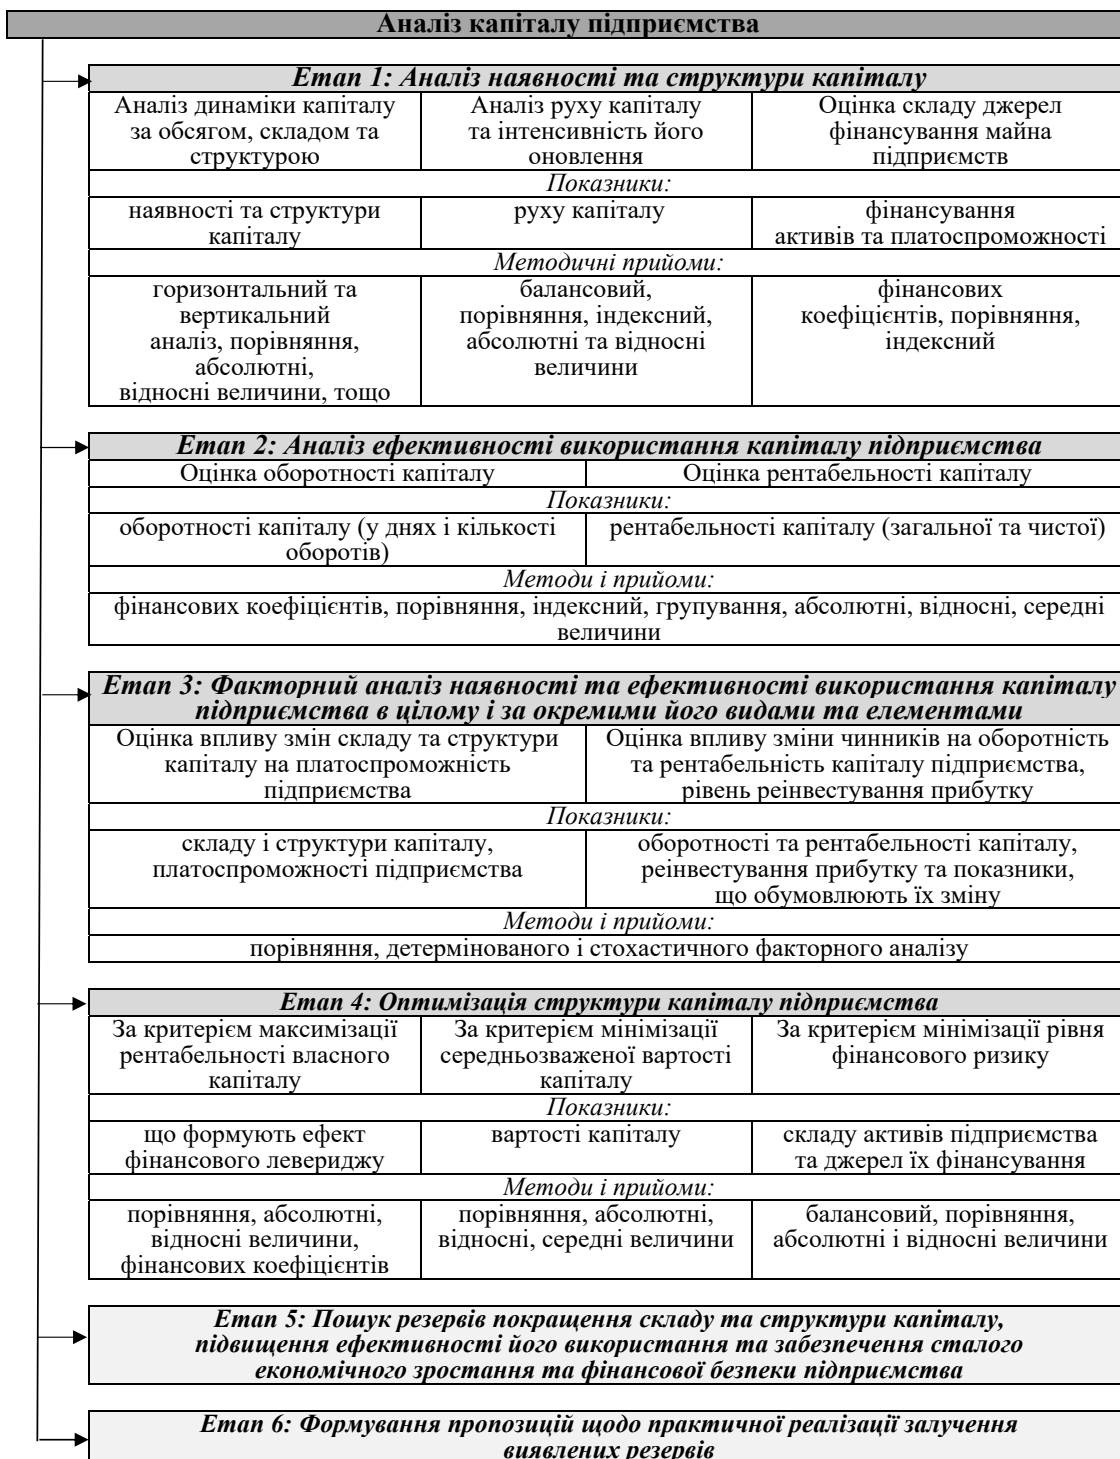 Аналіз капіталу підприємства
Етап 1: Аналіз наявності та структури капіталу
Аналіз динаміки капіталу
за обсягом, складом та
структурою
Аналіз руху капіталу
та інтенсивність його
оновлення
Оцінка складу джерел
фінансування майна
підприємств
Показники:
наявності та структури
капіталу
руху капіталу
фінансування
активів та платоспроможності
Методичні прийоми:
горизонтальний та
вертикальний
аналіз, порівняння,
абсолютні,
відносні величини, тощо
балансовий,
порівняння, індексний,
абсолютні та відносні
величини
фінансових
коефіцієнтів, порівняння,
індексний
Етап 2: Аналіз ефективності використання капіталу підприємства
Оцінка оборотності капіталу
Оцінка рентабельності капіталу
Показники:
оборотності капіталу (у днях і кількості
оборотів)
рентабельності капіталу (загальної та чистої)
Методи і прийоми:
фінансових коефіцієнтів, порівняння, індексний, групування, абсолютні, відносні, середні
величини
Етап 3: Факторний аналіз наявності та ефективності використання капіталу
підприємства в цілому і за окремими його видами та елементами
Оцінка впливу змін складу та структури
капіталу на платоспроможність
підприємства
Оцінка впливу зміни чинників на оборотність
та рентабельність капіталу підприємства,
рівень реінвестування прибутку
Показники:
складу і структури капіталу,
платоспроможності підприємства
оборотності та рентабельності капіталу,
реінвестування прибутку та показники,
що обумовлюють їх зміну
Методи і прийоми:
порівняння, детермінованого і стохастичного факторного аналізу
Етап 4: Оптимізація структури капіталу підприємства
За критерієм максимізації
рентабельності власного
капіталу
За критерієм мінімізації
середньозваженої вартості
капіталу
За критерієм мінімізації рівня
фінансового ризику
Показники:
що формують ефект
фінансового левериджу
вартості капіталу
складу активів підприємства
та джерел їх фінансування
Методи і прийоми:
порівняння, абсолютні,
відносні величини,
фінансових коефіцієнтів
порівняння, абсолютні,
відносні, середні величини
балансовий, порівняння,
абсолютні і відносні величини
Етап 5: Пошук резервів покращення складу та структури капіталу,
підвищення ефективності його використання та забезпечення сталого
економічного зростання та фінансової безпеки підприємства
Етап 6: Формування пропозицій щодо практичної реалізації залучення
виявлених резервів